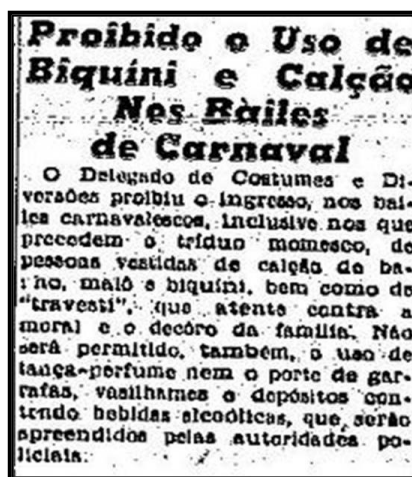 Proibido o Uso de
Biquíni e Calção
Nos Bailes
de Carnaval
O Delegado de Costumes e Di-
versões proibiu o ingresso, nos bai-
les carnavalescos, inclusive nos que
precedem o tríduo momesco, de
pessoas vestidas de calção de ba-
nho, maiô e biquíni, bem como de
"travesti", que atente contra a
moral e o decôro da família. Não
será permitido, também, o uso de
lança-perfume nem o porte de gar-
rafas, vasilhames e depósitos con-
tendo bebidas alcoólicas, que serão
apreendidos pelas autoridades po-
liciais.